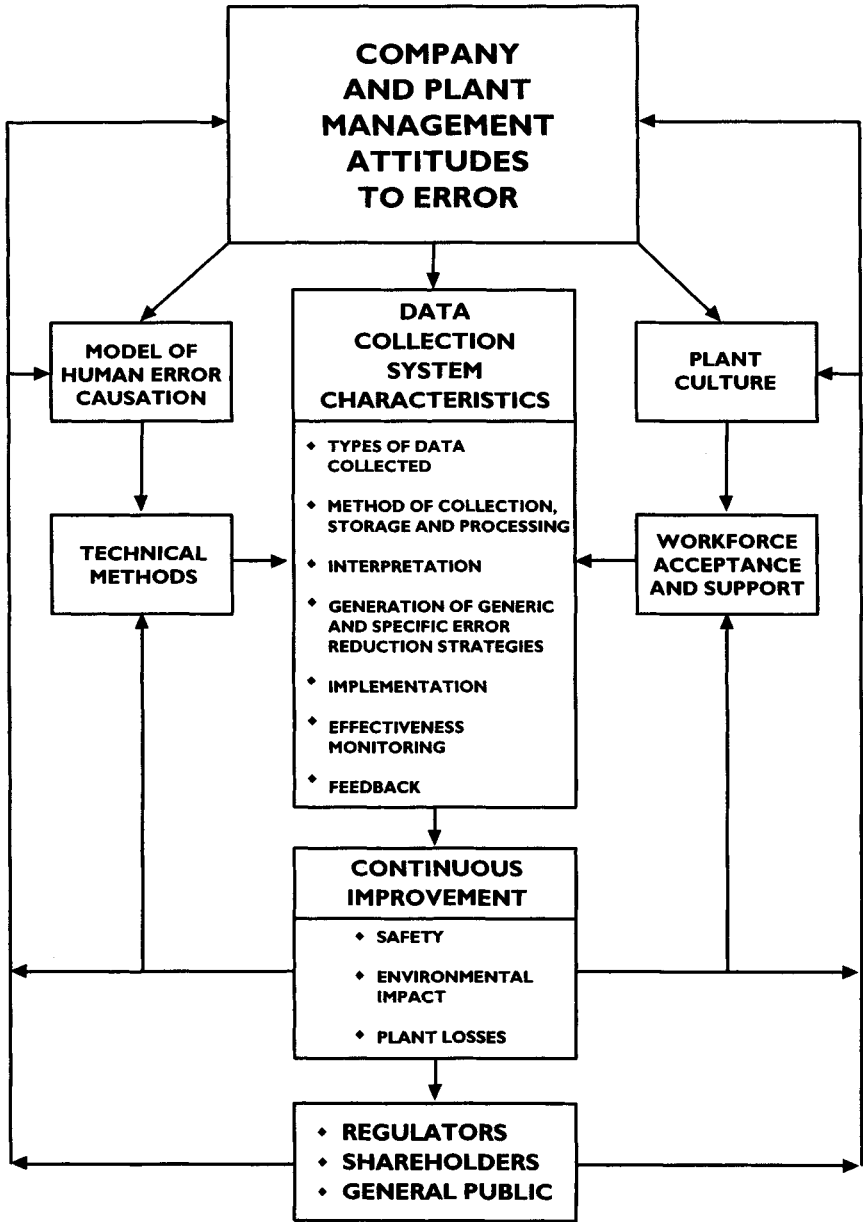 COMPANY
AND PLANT
MANAGEMENT
ATTITUDES
TO ERROR
MODEL OF
HUMAN ERROR
CAUSATION
DATA
COLLECTION
SYSTEM
CHARACTERISTICS
PLANT
CULTURE
TECHNICAL
METHODS
◆ TYPES OF DATA
COLLECTED
◆ METHOD OF COLLECTION,
STORAGE AND PROCESSING
◆ INTERPRETATION
◆ GENERATION OF GENERIC
AND SPECIFIC ERROR
REDUCTION STRATEGIES
◆ IMPLEMENTATION
◆ EFFECTIVENESS
MONITORING
◆ FEEDBACK
WORKFORCE
ACCEPTANCE
AND SUPPORT
CONTINUOUS
IMPROVEMENT
◆ SAFETY
◆ ENVIRONMENTAL
IMPACT
◆ PLANT LOSSES
◆ REGULATORS
◆ SHAREHOLDERS
◆ GENERAL PUBLIC